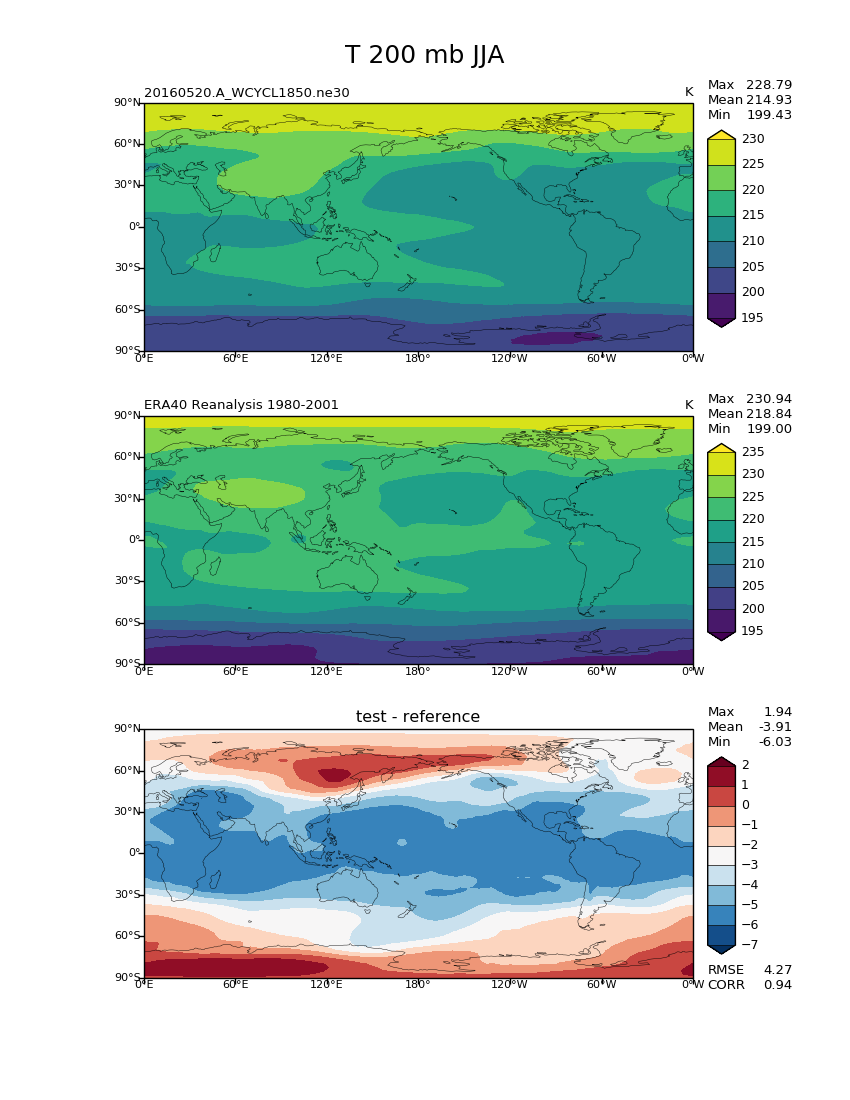 T 200 mb JJA
20160520.A_WCYCL1850.ne30 K
Max 228.79
Mean 214.93
Min 199.43
90°N
60°N
30°N
0°
30°S
60°S
90°S
0°E 60°E 120°E 180° 120°W 60°W 0°W
230
225
220
215
210
205
200
195
ERA40 Reanalysis 1980-2001 K
Max 230.94
Mean 218.84
Min 199.00
90°N
60°N
30°N
0°
30°S
60°S
90°S
0°E 60°E 120°E 180° 120°W 60°W 0°W
235
230
225
220
215
210
205
200
195
test - reference
Max 1.94
Mean -3.91
Min -6.03
90°N
60°N
30°N
0°
30°S
60°S
90°S
0°E 60°E 120°E 180° 120°W 60°W 0°W
2
1
0
−1
−2
−3
−4
−5
−6
−7
RMSE 4.27
CORR 0.94